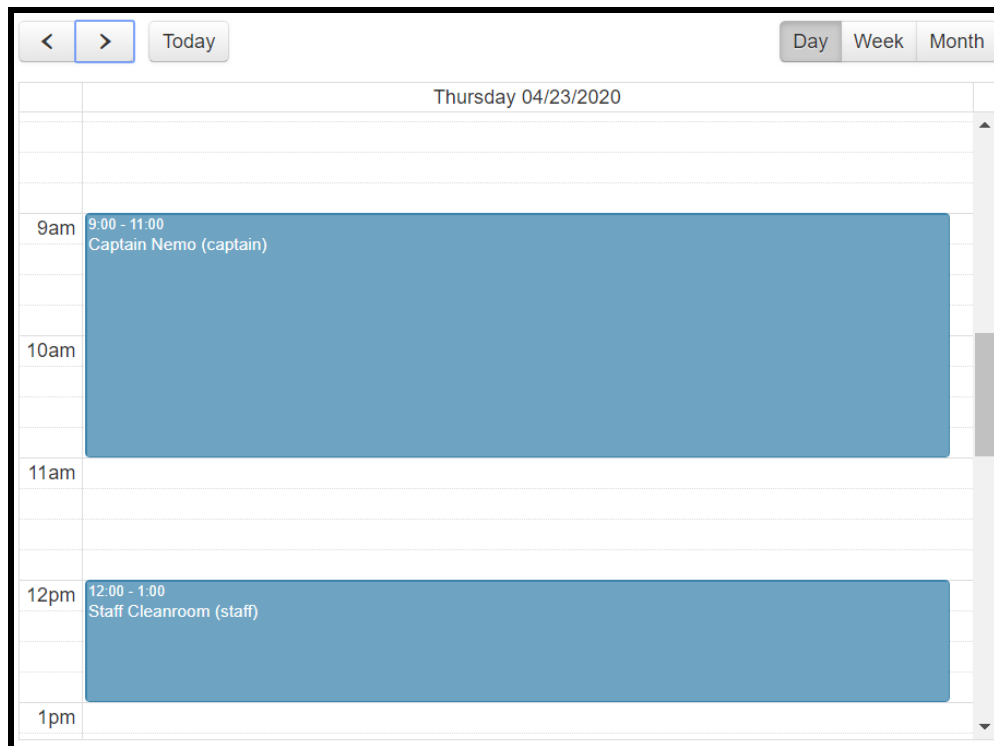 < > Today Day Week Month
Thursday 04/23/2020
9am 9:00 - 11:00
Captain Nemo (captain)
10am
11am
12pm 12:00 - 1:00
Staff Cleanroom (staff)
1pm